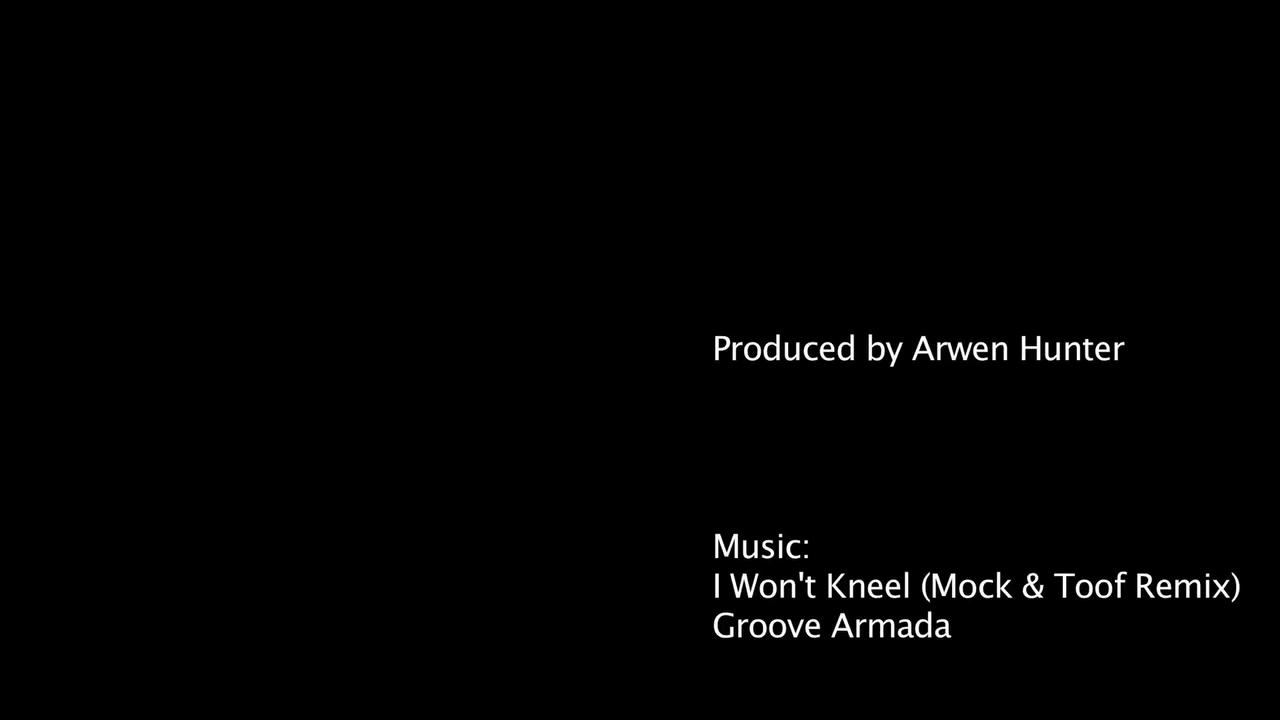 Produced by Arwen Hunter
Music:
I Won't Kneel (Mock & Toof Remix)
Groove Armada